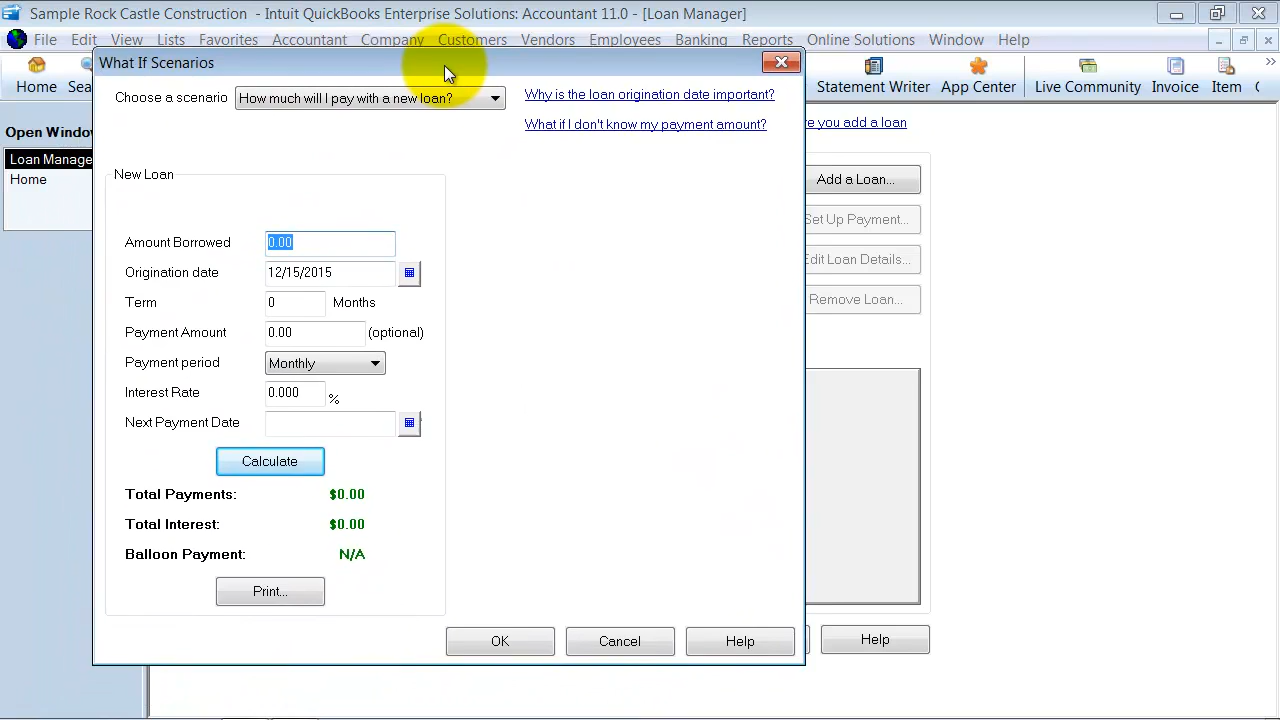 Sample Rock Castle Construction - Intuit QuickBooks Enterprise Solutions: Accountant 11.0 - [Loan Manager]
File Edit View Lists Favorites Accountant Company Customers Vendors Employees Banking Reports Online Solutions Window Help
Home Statement Writer App Center Live Community Invoice Item
What If Scenarios
Choose a scenario How much will I pay with a new loan?
Why is the loan origination date important?
What if I don't know my payment amount?
you add a loan
Open Window
Loan Manage
Home
New Loan
Add a Loan...
Set Up Payment...
Edit Loan Details...
Remove Loan...
Amount Borrowed 0.00
Origination date 12/15/2015
Term 0 Months
Payment Amount 0.00 (optional)
Payment period Monthly
Interest Rate 0.000 %
Next Payment Date
Calculate
Total Payments: $0.00
Total Interest: $0.00
Balloon Payment: N/A
Print...
OK Cancel Help
Help